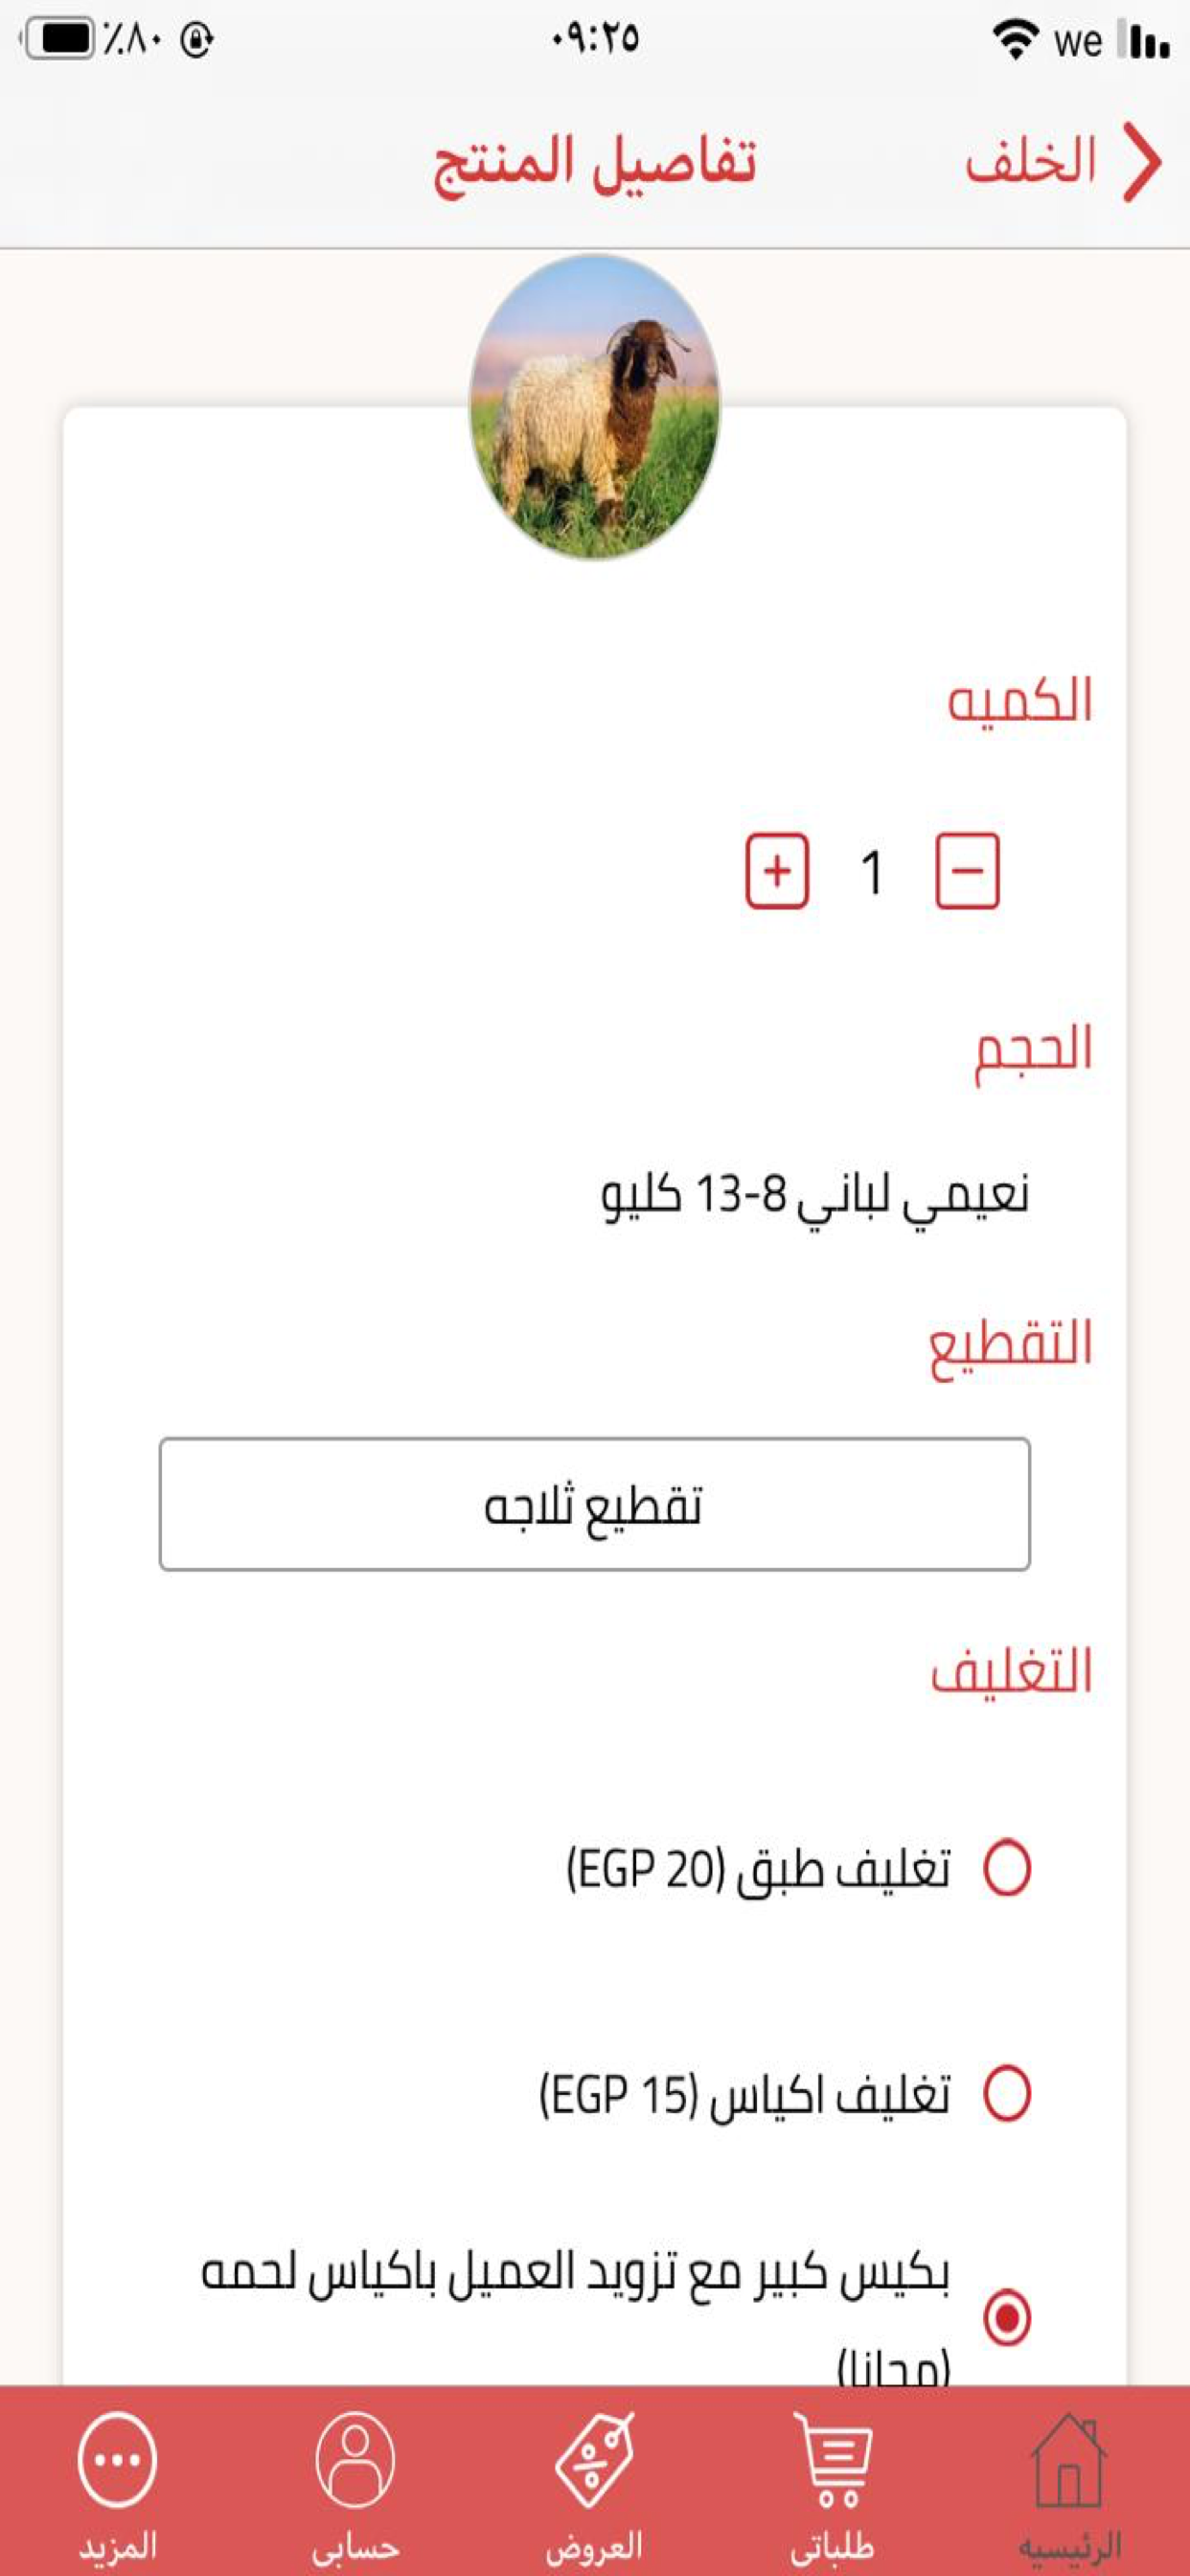 ٪٨٠
٠٩:٢٥
we
الخلف
تفاصيل المنتج
الكميه
− 1 +
الحجم
نعيمي لباني 8-13 كليو
التقطيع
تقطيع ثلاجه
التغليف
تغليف طبق (20 EGP)
تغليف اكياس (15 EGP)
بكيس كبير مع تزويد العميل باكياس لحمه
(مجانا)
الرئيسيه
طلباتى
العروض
حسابى
المزيد